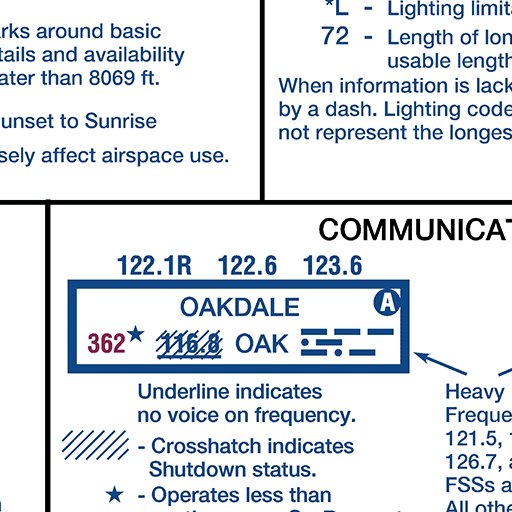 rks around basic
tails and availability
ater than 8069 ft.
unset to Sunrise
sely affect airspace use.
*L - Lighting limit
72 - Length of lon
usable length
When information is lack
by a dash. Lighting code
not represent the longes
COMMUNICAT
122.1R 122.6 123.6
OAKDALE A
362★ 116.8 OAK
Underline indicates
no voice on frequency.
- Crosshatch indicates
Shutdown status.
★ - Operates less than
Heavy
Freque
121.5,
126.7, a
FSSs a
All othe